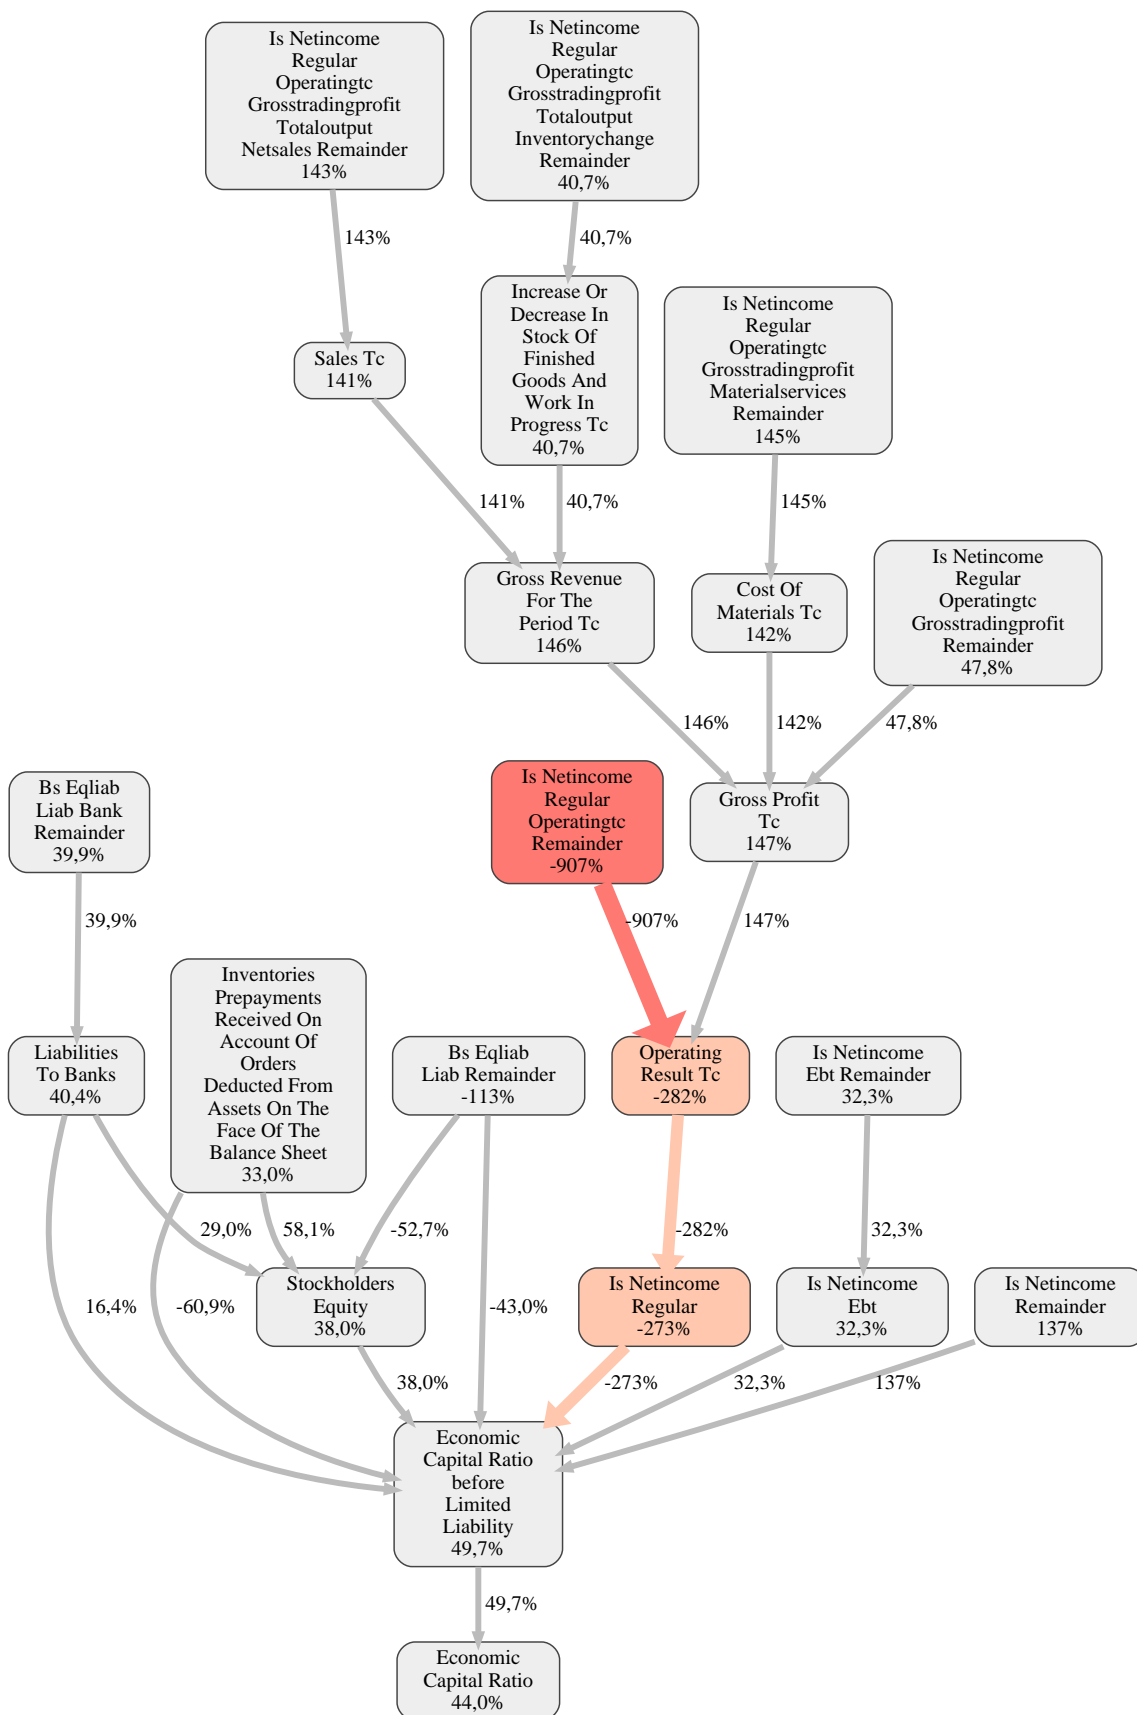 Is Netincome
Regular
Operatingtc
Grosstradingprofit
Totaloutput
Netsales Remainder
143%
Is Netincome
Regular
Operatingtc
Grosstradingprofit
Totaloutput
Inventorychange
Remainder
40,7%
143%
40,7%
Increase Or
Decrease In
Stock Of
Finished
Goods And
Work In
Progress Tc
40,7%
Is Netincome
Regular
Operatingtc
Grosstradingprofit
Materialservices
Remainder
145%
Sales Tc
141%
141%
40,7%
145%
Is Netincome
Regular
Operatingtc
Grosstradingprofit
Remainder
47,8%
Gross Revenue
For The
Period Tc
146%
Cost Of
Materials Tc
142%
146%
142%
47,8%
Bs Eqliab
Liab Bank
Remainder
39,9%
Is Netincome
Regular
Operatingtc
Remainder
-907%
Gross Profit
Tc
147%
39,9%
-907%
147%
Inventories
Prepayments
Received On
Account Of
Orders
Deducted From
Assets On The
Face Of The
Balance Sheet
33,0%
Liabilities
To Banks
40,4%
Bs Eqliab
Liab Remainder
-113%
Operating
Result Tc
-282%
Is Netincome
Ebt Remainder
32,3%
29,0%
58,1%
-52,7%
-282%
32,3%
16,4%
-60,9%
Stockholders
Equity
38,0%
-43,0%
Is Netincome
Regular
-273%
Is Netincome
Ebt
32,3%
Is Netincome
Remainder
137%
38,0%
-273%
32,3%
137%
Economic
Capital Ratio
before
Limited
Liability
49,7%
49,7%
Economic
Capital Ratio
44,0%